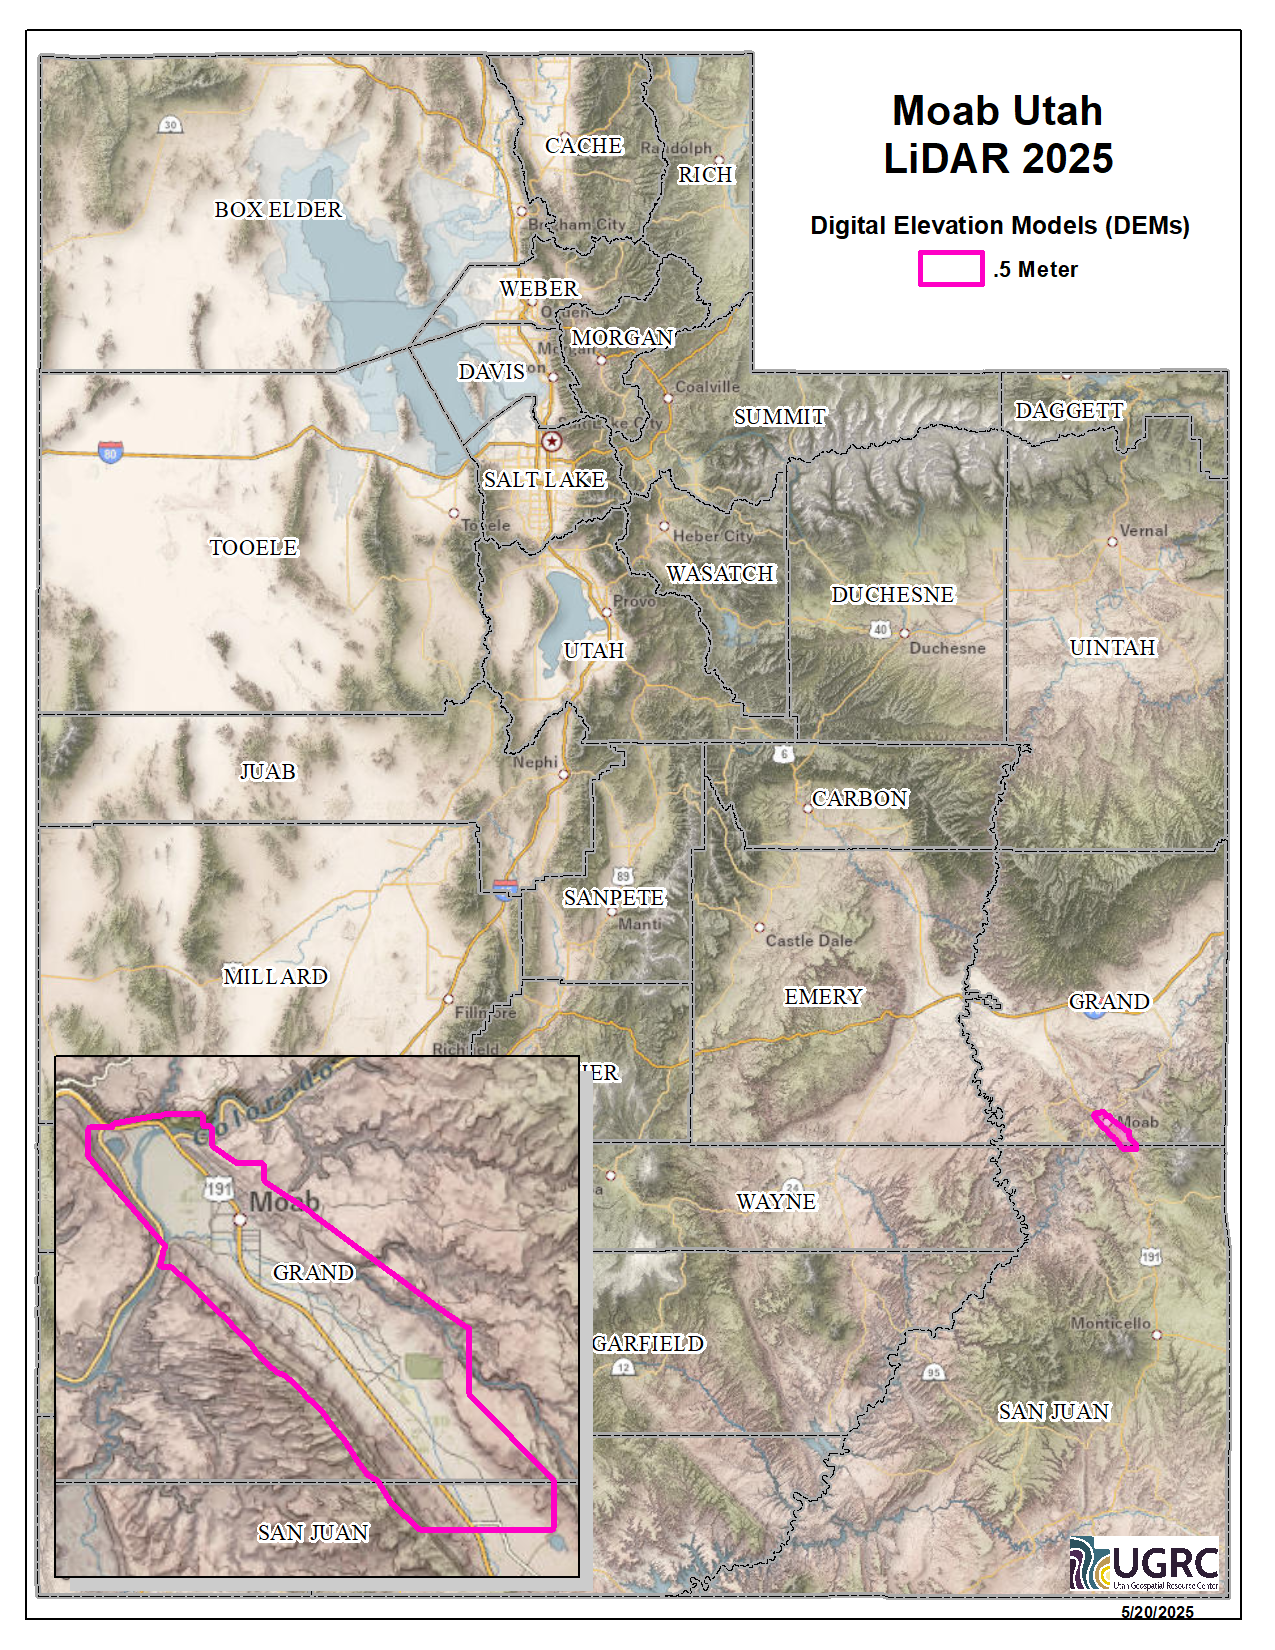 Moab Utah
LiDAR 2025
Digital Elevation Models (DEMs)
.5 Meter
30
CACHE
Randolph
RICH
BOX ELDER
Brigham City
WEBER
Ogden
MORGAN
Morgan
DAVIS
Coalville
SUMMIT
DAGGETT
Salt Lake City
80
SALT LAKE
Tooele
Heber City
Vernal
TOOELE
WASATCH
DUCHESNE
Provo
40
Duchesne
UTAH
UINTAH
Nephi
6
JUAB
CARBON
89
SANPETE
Manti
Castle Dale
MILLARD
EMERY
GRAND
Fillmore
Richfield
IER
Moab
24
WAYNE
191
Monticello
GARFIELD
12
95
SAN JUAN
Colorado
191
Moab
GRAND
SAN JUAN
UGRC
Utah Geospatial Resource Center
5/20/2025